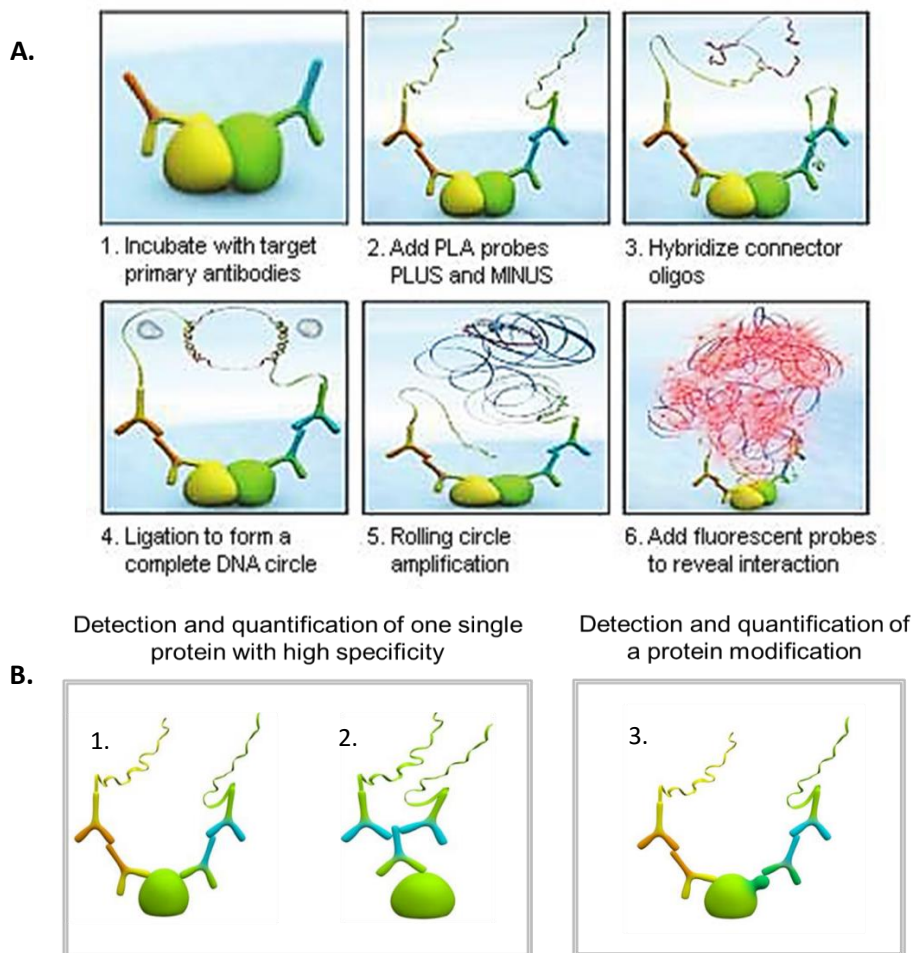 A.
1. Incubate with target
primary antibodies
2. Add PLA probes
PLUS and MINUS
3. Hybridize connector
oligos
4. Ligation to form a
complete DNA circle
5. Rolling circle
amplification
6. Add fluorescent probes
to reveal interaction
Detection and quantification of one single
protein with high specificity
Detection and quantification of
a protein modification
B.
1.
2.
3.